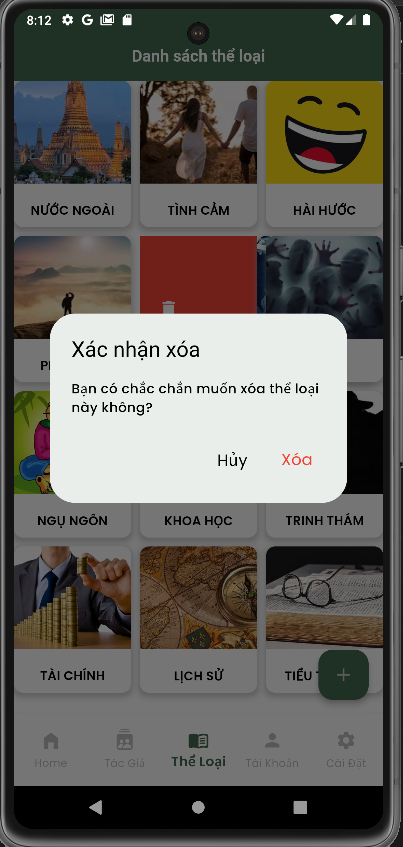 8:12
Danh sách thể loại
NƯỚC NGOÀI
TÌNH CẢM
HÀI HƯỚC
Xác nhận xóa
Bạn có chắc chắn muốn xóa thể loại
này không?
Hủy
Xóa
NGỤ NGÔN
KHOA HỌC
TRINH THÁM
TÀI CHÍNH
LỊCH SỬ
TIỂU
Home
Tác Giả
Thể Loại
Tài Khoản
Cài Đặt